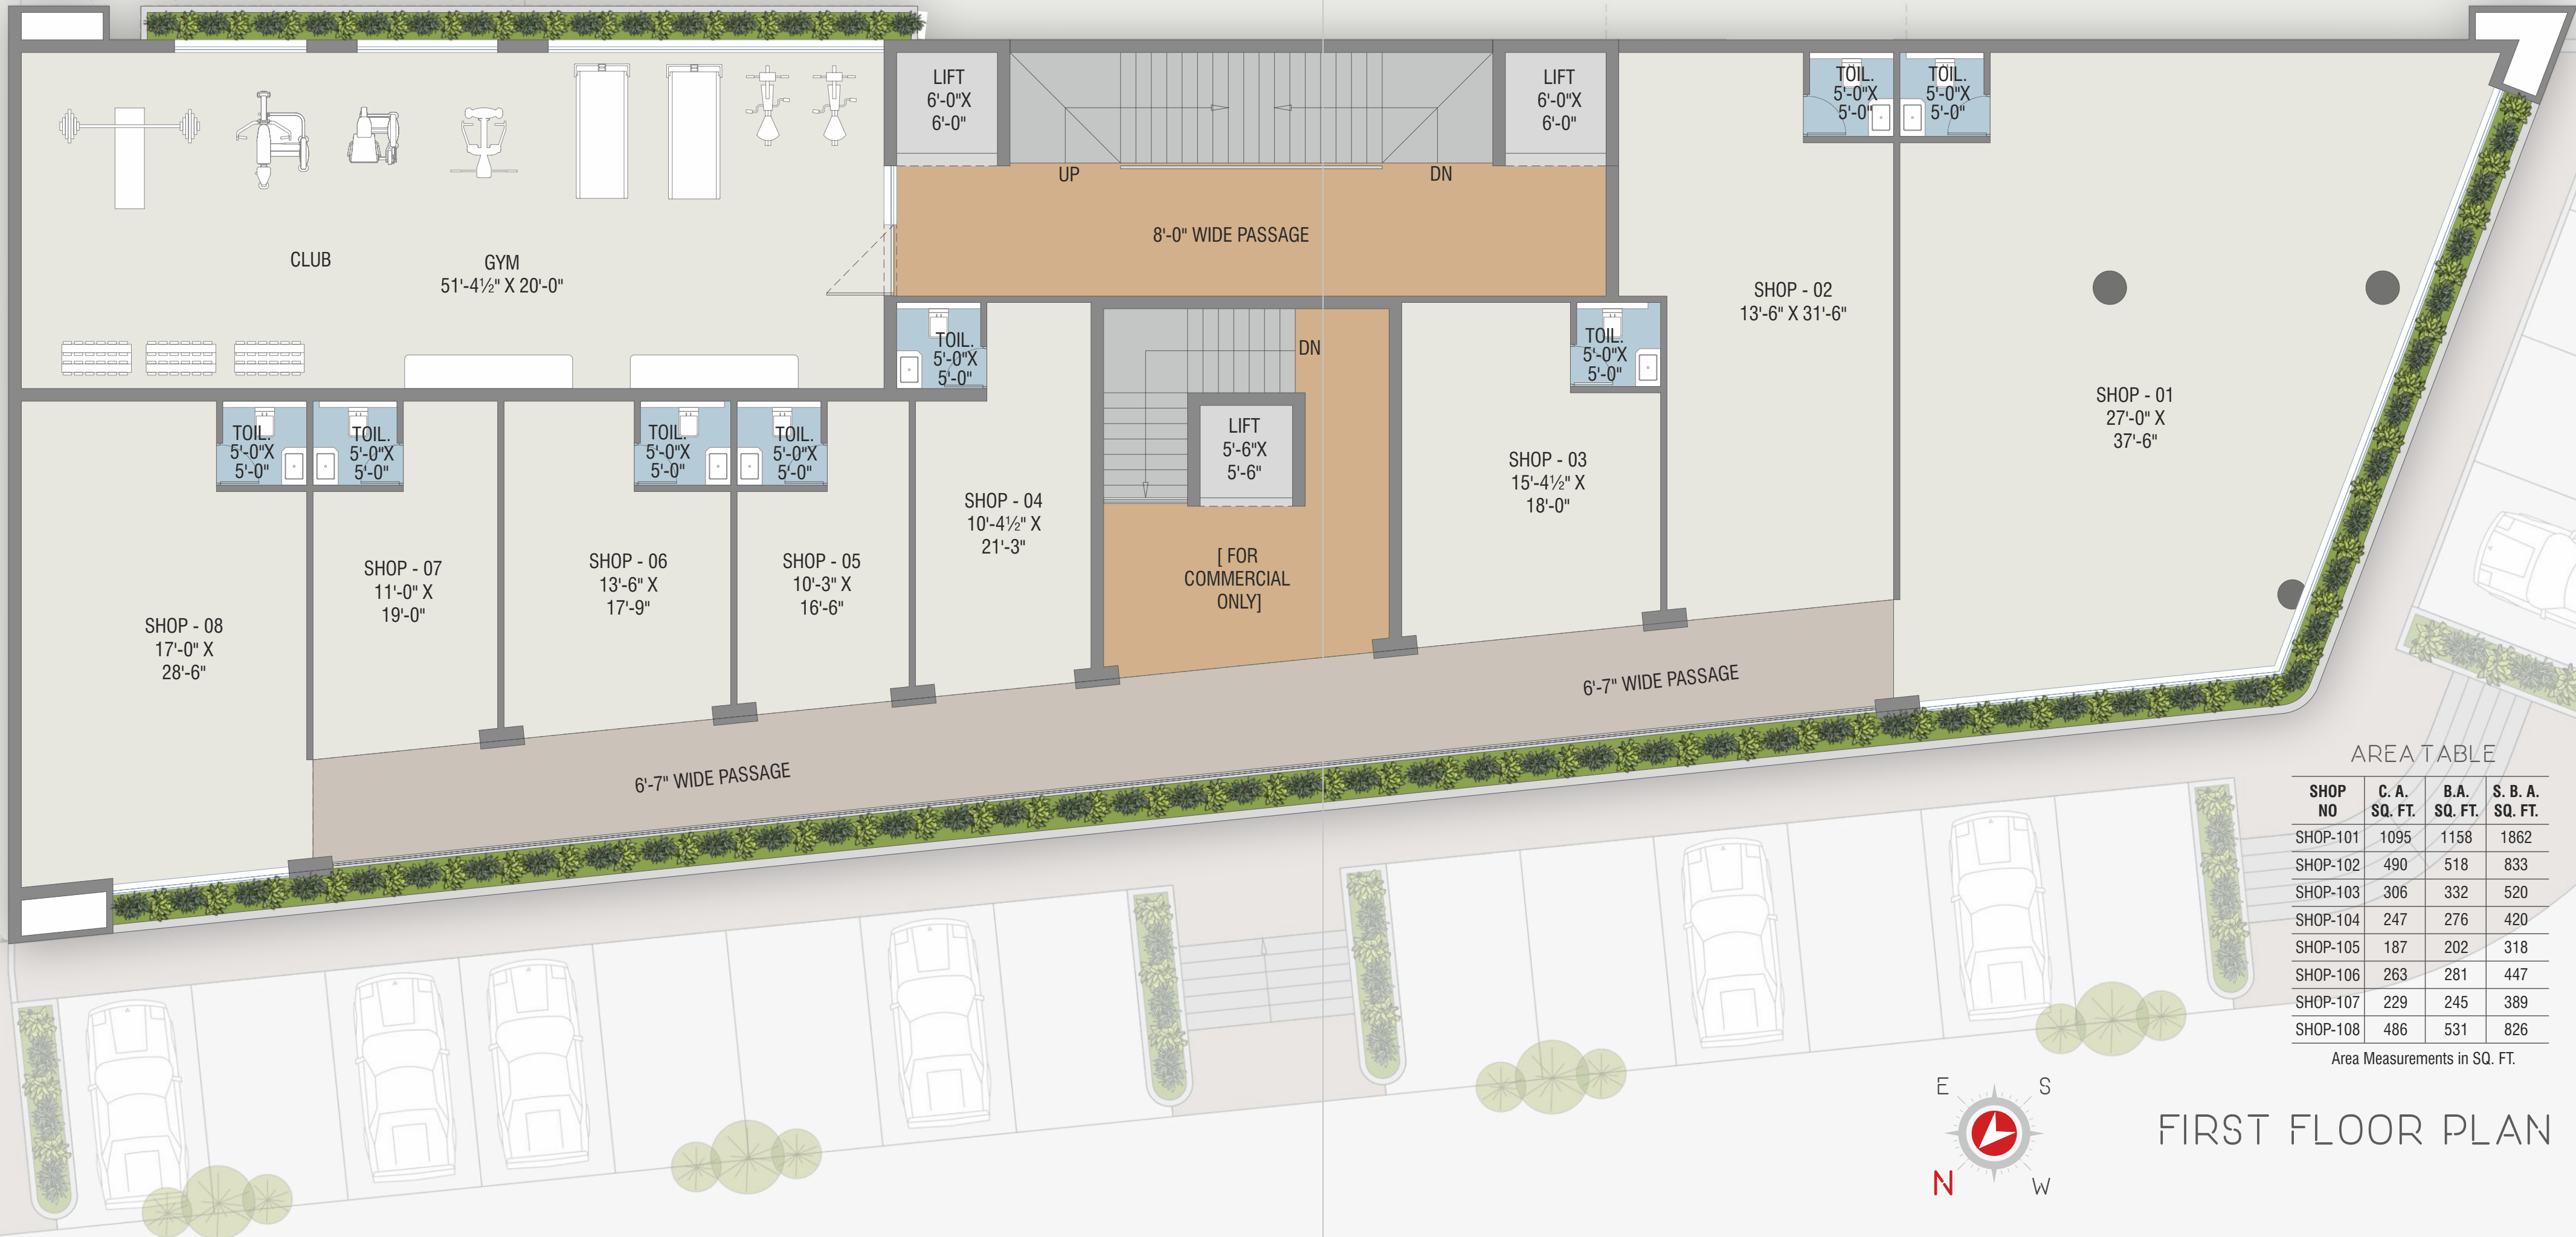 LIFT
6'-0"X
6'-0"
LIFT
6'-0"X
6'-0"
TOIL.
5'-0"X
5'-0"
TOIL.
5'-0"X
5'-0"
UP
DN
8'-0" WIDE PASSAGE
CLUB
GYM
51'-4½" X 20'-0"
SHOP - 02
13'-6" X 31'-6"
SHOP - 01
27'-0" X
37'-6"
TOIL.
5'-0"X
5'-0"
DN
TOIL.
5'-0"X
5'-0"
TOIL.
5'-0"X
5'-0"
TOIL.
5'-0"X
5'-0"
TOIL.
5'-0"X
5'-0"
TOIL.
5'-0"X
5'-0"
LIFT
5'-6"X
5'-6"
SHOP - 03
15'-4½" X
18'-0"
SHOP - 04
10'-4½" X
21'-3"
[ FOR
COMMERCIAL
ONLY]
SHOP - 05
10'-3" X
16'-6"
SHOP - 06
13'-6" X
17'-9"
SHOP - 07
11'-0" X
19'-0"
SHOP - 08
17'-0" X
28'-6"
6'-7" WIDE PASSAGE
6'-7" WIDE PASSAGE
AREA TABLE
SHOP NO C. A. SQ. FT. B.A. SQ. FT. S. B. A. SQ. FT.
SHOP-101 1095 1158 1862
SHOP-102 490 518 833
SHOP-103 306 332 520
SHOP-104 247 276 420
SHOP-105 187 202 318
SHOP-106 263 281 447
SHOP-107 229 245 389
SHOP-108 486 531 826
Area Measurements in SQ. FT.
E S
N W
FIRST FLOOR PLAN